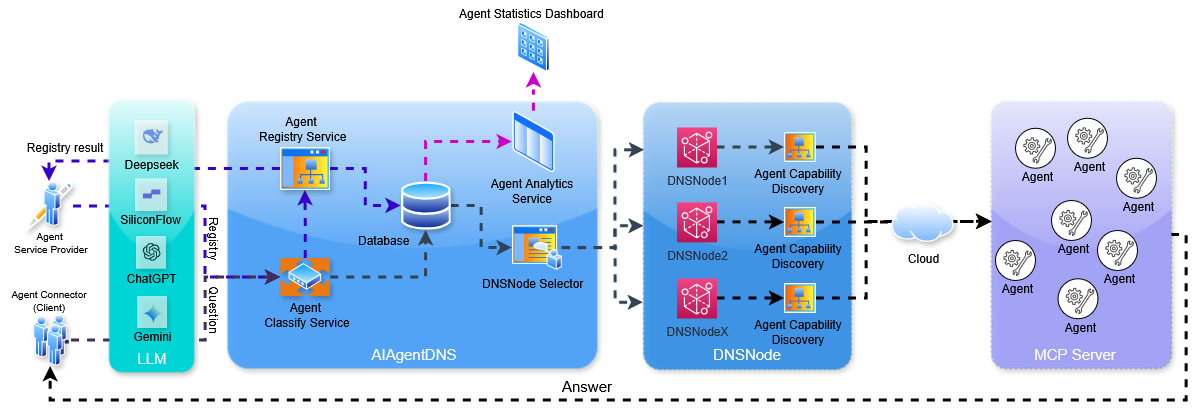 Agent Statistics Dashboard
Registry result
Agent
Service Provider
Agent Connector
(Client)
Deepseek
SiliconFlow
ChatGPT
Gemini
LLM
Registry
Question
Agent
Registry Service
Database
Agent Analytics
Service
DNSNode Selector
Agent
Classify Service
AIAgentDNS
DNSNode1
Agent Capability
Discovery
DNSNode2
Agent Capability
Discovery
DNSNodeX
Agent Capability
Discovery
DNSNode
Cloud
Agent
Agent
Agent
Agent
Agent
Agent
Agent
MCP Server
Answer